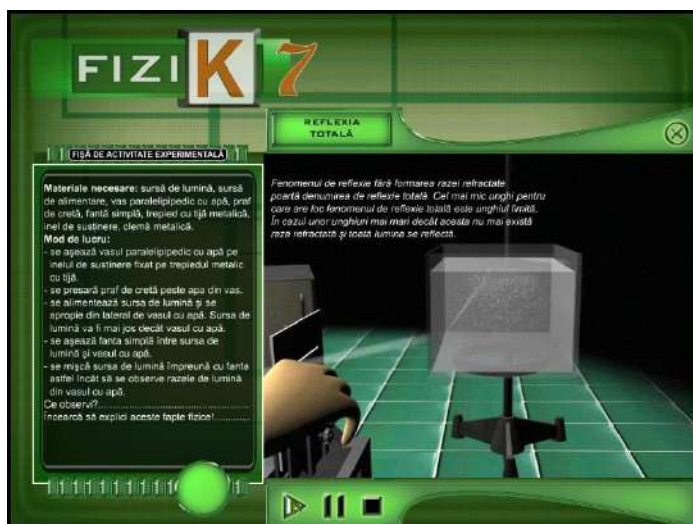 FIZIK 7
REFLEXIA
TOTALĂ
FIȘĂ DE ACTIVITATE EXPERIMENTALĂ
Materiale necesare: sursă de lumină, sursă
de alimentare, vas paralelipipedic cu apă, praf
de cretă, fantă simplă, trepied cu tijă metalică,
inel de susținere, clemă metalică.
Mod de lucru:
- se așează vasul paralelipipedic cu apă pe
inelul de susținere fixat pe trepiedul metalic
cu tijă.
- se presară praf de cretă peste apa din vas.
- se alimentează sursa de lumină și se
apropie din lateral de vasul cu apă. Sursa de
lumină va fi mai jos decât vasul cu apă.
- se așează fanta simplă între sursa de
lumină și vasul cu apă.
- se mișcă sursa de lumină împreună cu fanta
astfel încât să se observe razele de lumină
din vasul cu apă.
Ce observi?
Încearcă să explici aceste fapte fizice!
Fenomenul de reflexie fără formarea razei refractate
poartă denumirea de reflexie totală. Cel mai mic unghi pentru
care are loc fenomenul de reflexie totală este unghiul limită.
În cazul unor unghiuri mai mari decât acesta nu mai există
raza refractată și toată lumina se reflectă.